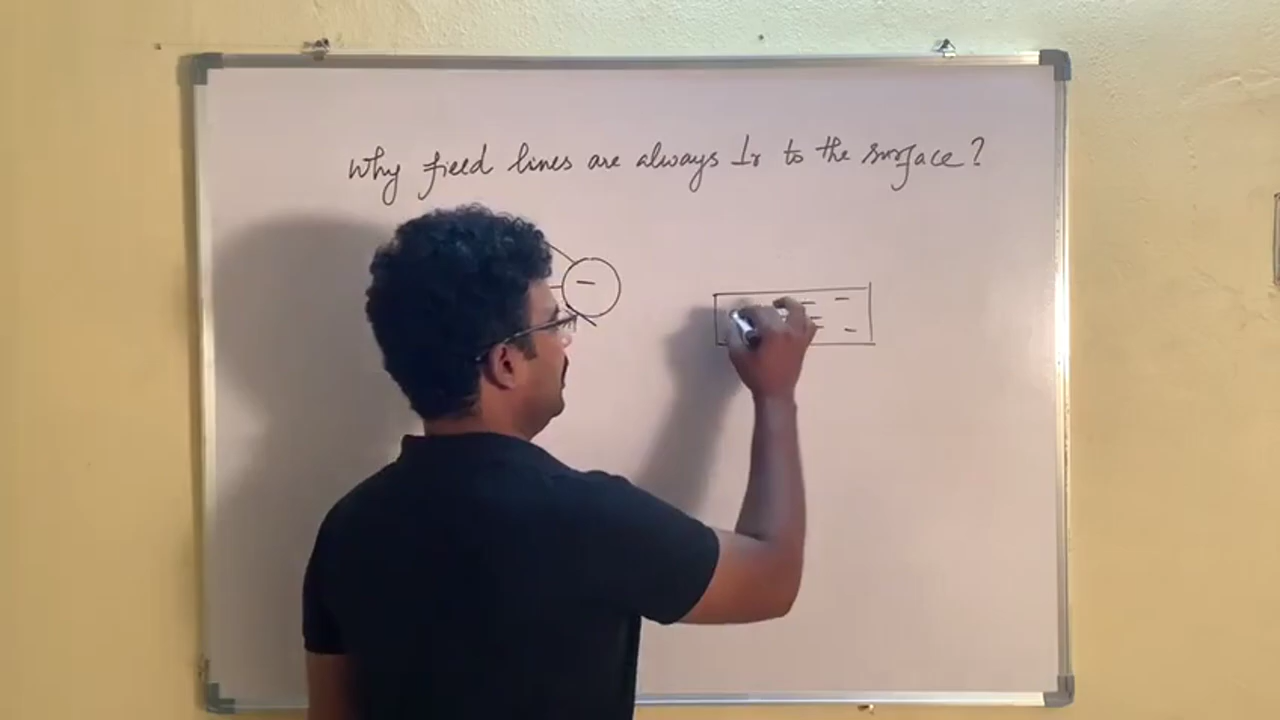 Why field lines are always ⊥r to the surface?
−